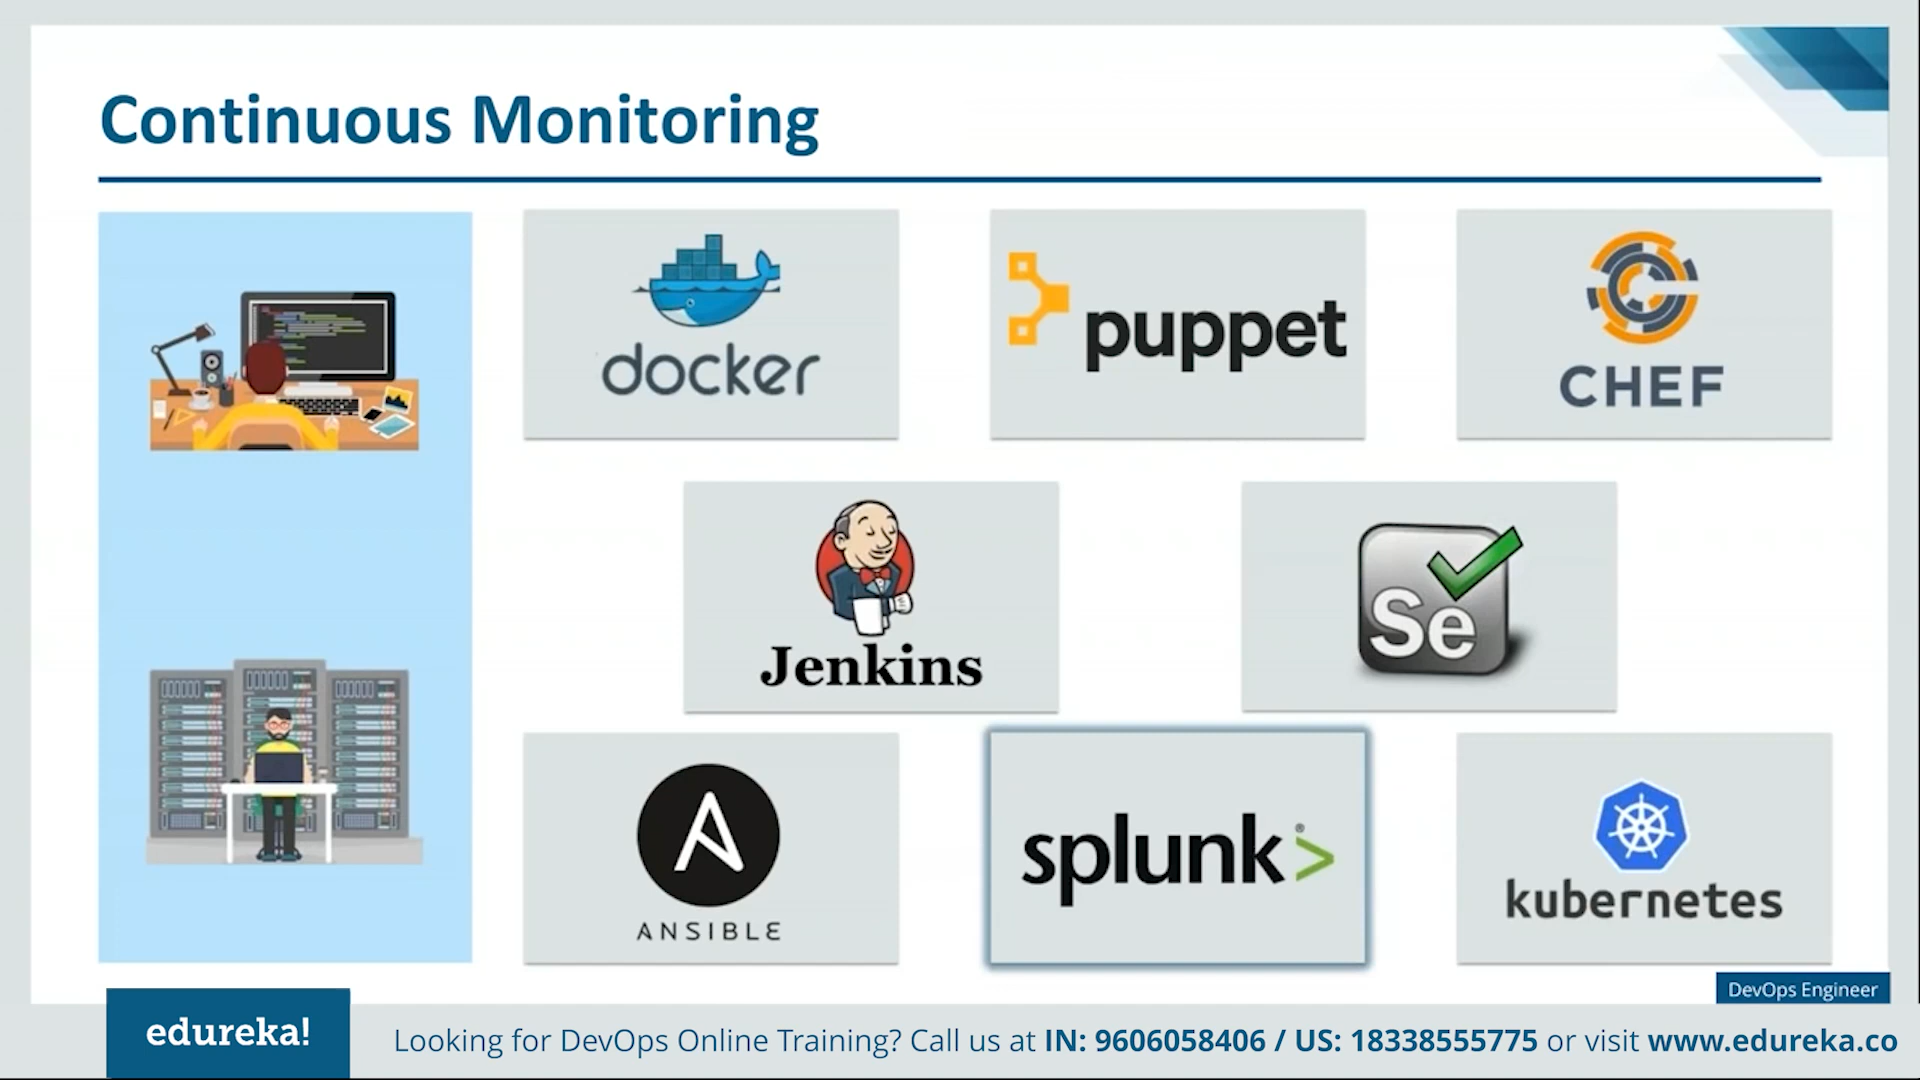 Continuous Monitoring
docker
puppet
CHEF
Jenkins
Se
ANSIBLE
splunk>®
kubernetes
DevOps Engineer
edureka!
Looking for DevOps Online Training? Call us at IN: 9606058406 / US: 18338555775 or visit www.edureka.co